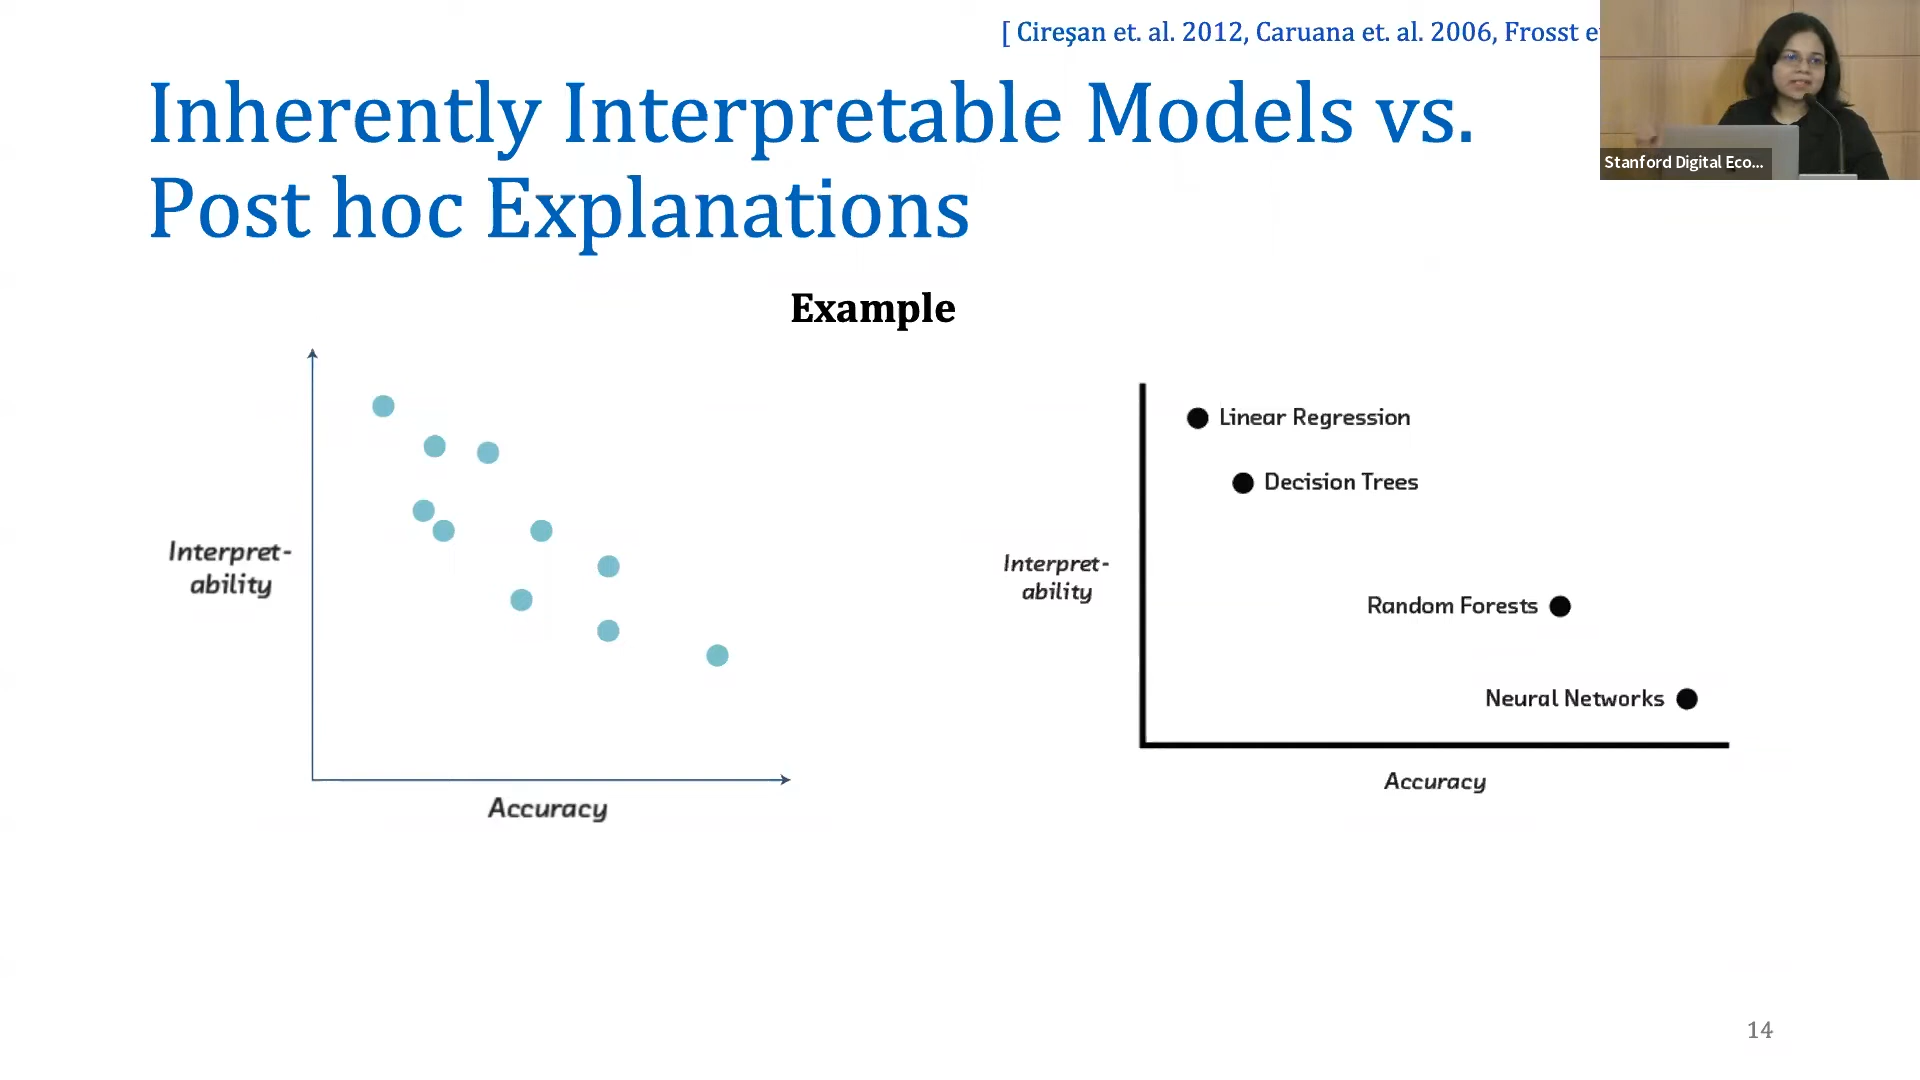 [ Cireşan et. al. 2012, Caruana et. al. 2006, Frosst
Inherently Interpretable Models vs.
Post hoc Explanations
Stanford Digital Eco...
Example
Interpret-
ability
Accuracy
Linear Regression
Decision Trees
Interpret-
ability
Random Forests
Neural Networks
Accuracy
14